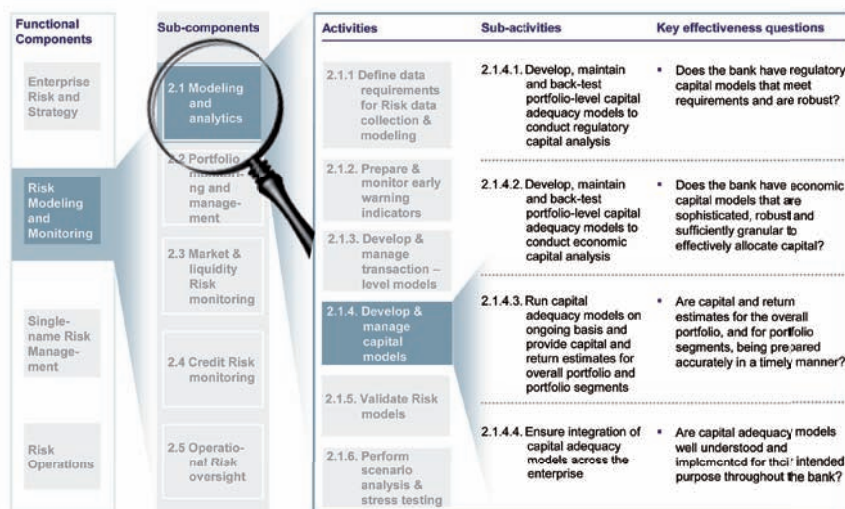 Functional
Components
Enterprise
Risk and
Strategy
Risk
Modeling
and
Monitoring
Single-
name Risk
Manage-
ment
Risk
Operations
Sub-components
2.1 Modeling
and
analytics
2.2 Portfolio
monitor-
ing and
manage-
ment
2.3 Market &
liquidity
Risk
monitoring
2.4 Credit Risk
monitoring
2.5 Operatio-
nal Risk
oversight
Activities
2.1.1 Define data
requirements
for Risk data
collection &
modeling
2.1.2. Prepare &
monitor early
warning
indicators
2.1.3. Develop &
manage
transaction –
level models
2.1.4. Develop &
manage
capital
models
2.1.5. Validate Risk
models
2.1.6. Perform
scenario
analysis &
stress testing
Sub-activities
2.1.4.1. Develop, maintain
and back-test
portfolio-level capital
adequacy models to
conduct regulatory
capital analysis
2.1.4.2. Develop, maintain
and back-test
portfolio-level capital
adequacy models to
conduct economic
capital analysis
2.1.4.3. Run capital
adequacy models on
ongoing basis and
provide capital and
return estimates for
overall portfolio and
portfolio segments
2.1.4.4. Ensure integration of
capital adequacy
models across the
enterprise
Key effectiveness questions
▪ Does the bank have regulatory
capital models that meet
requirements and are robust?
▪ Does the bank have economic
capital models that are
sophisticated, robust and
sufficiently granular to
effectively allocate capital?
▪ Are capital and return
estimates for the overall
portfolio, and for portfolio
segments, being prepared
accurately in a timely manner?
▪ Are capital adequacy models
well understood and
implemented for their intended
purpose throughout the bank?